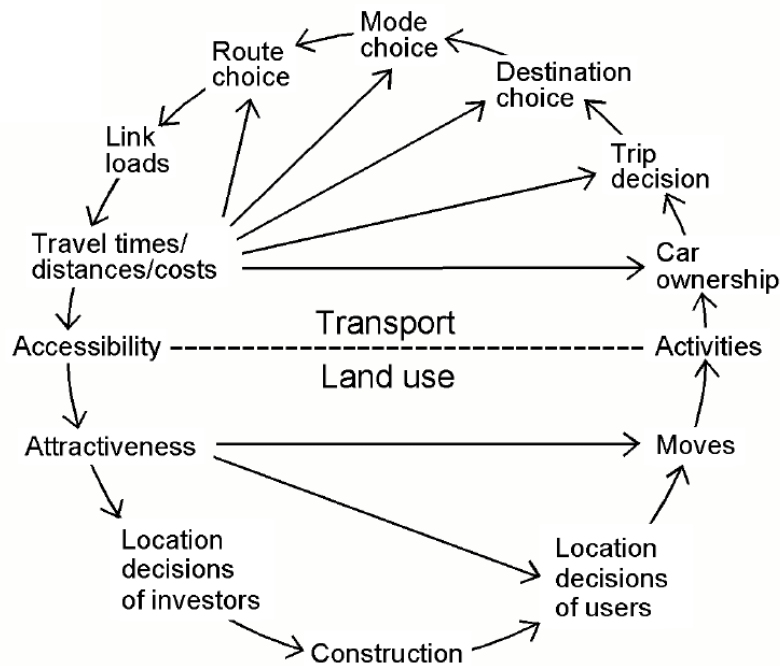 Mode
choice
Route
choice
Destination
choice
Link
loads
Trip
decision
Travel times/
distances/costs
Car
ownership
Transport
Accessibility
Activities
Land use
Attractiveness
Moves
Location
decisions
of investors
Location
decisions
of users
Construction